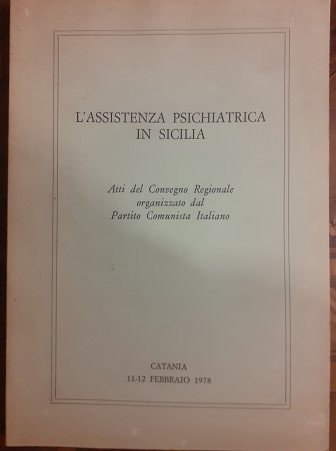 L'ASSISTENZA PSICHIATRICA
IN SICILIA
Atti del Convegno Regionale
organizzato dal
Partito Comunista Italiano
CATANIA
11-12 FEBBRAIO 1978